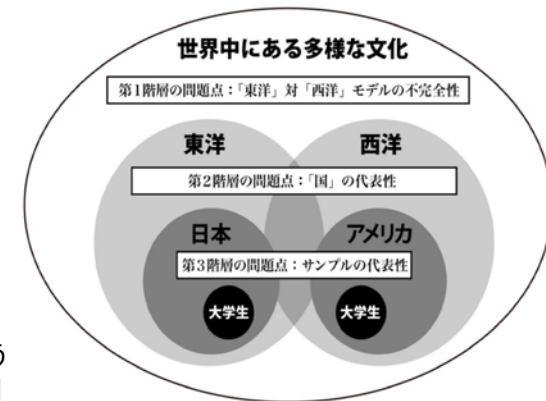 世界中にある多様な文化
第1階層の問題点：「東洋」対「西洋」モデルの不完全性
東洋 西洋
第2階層の問題点：「国」の代表性
日本 アメリカ
第3階層の問題点：サンプルの代表性
大学生 大学生
う